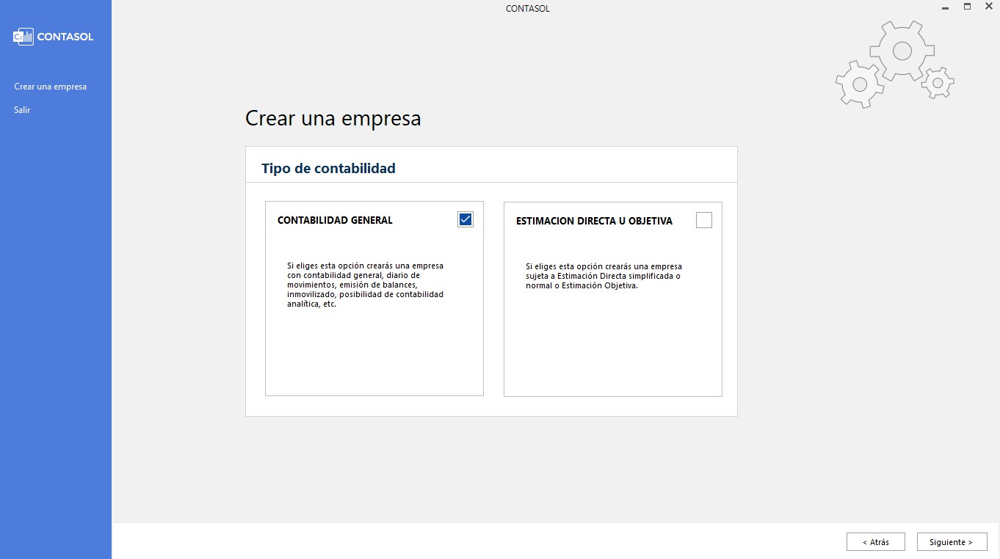 CONTASOL
CONTASOL
Crear una empresa
Salir
Crear una empresa
Tipo de contabilidad
CONTABILIDAD GENERAL
Si eliges esta opción crearás una empresa
con contabilidad general, diario de
movimientos, emisión de balances,
inmovilizado, posibilidad de contabilidad
analítica, etc.
ESTIMACION DIRECTA U OBJETIVA
Si eliges esta opción crearás una empresa
sujeta a Estimación Directa simplificada o
normal o Estimación Objetiva.
< Atrás
Siguiente >